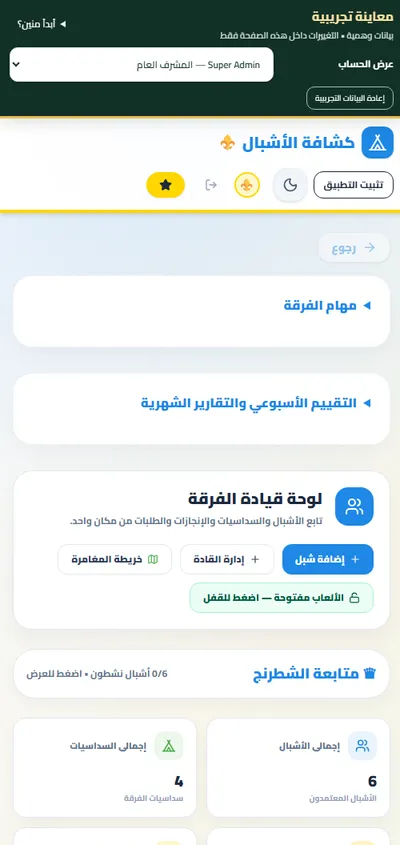 معاينة تجريبية
بيانات وهمية • التغييرات داخل هذه الصفحة فقط
أبدأ منين؟
عرض الحساب
Super Admin — المشرف العام
إعادة البيانات التجريبية
كشافة الأشبال
تثبيت التطبيق
رجوع
مهام الفرقة
التقييم الأسبوعي والتقارير الشهرية
لوحة قيادة الفرقة
تابع الأشبال والسداسيات والإنجازات والطلبات من مكان واحد.
إضافة شبل
إدارة القادة
خريطة المغامرة
الألعاب مفتوحة — اضغط للقفل
متابعة الشطرنج
0/6 أشبال نشطون • اضغط للعرض
إجمالي الأشبال
6
الأشبال المعتمدون
إجمالي السداسيات
4
سداسيات الفرقة